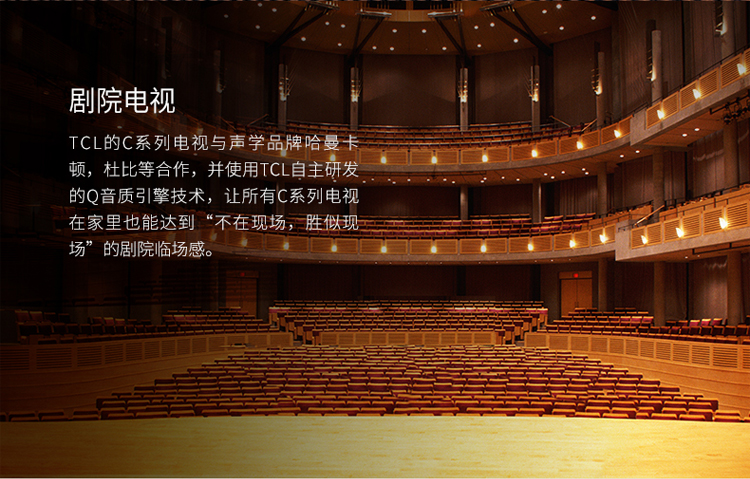 剧院电视
TCL的C系列电视与声学品牌哈曼卡
顿，杜比等合作，并使用TCL自主研发
的Q音质引擎技术，让所有C系列电视
在家里也能达到“不在现场，胜似现
场”的剧院临场感。